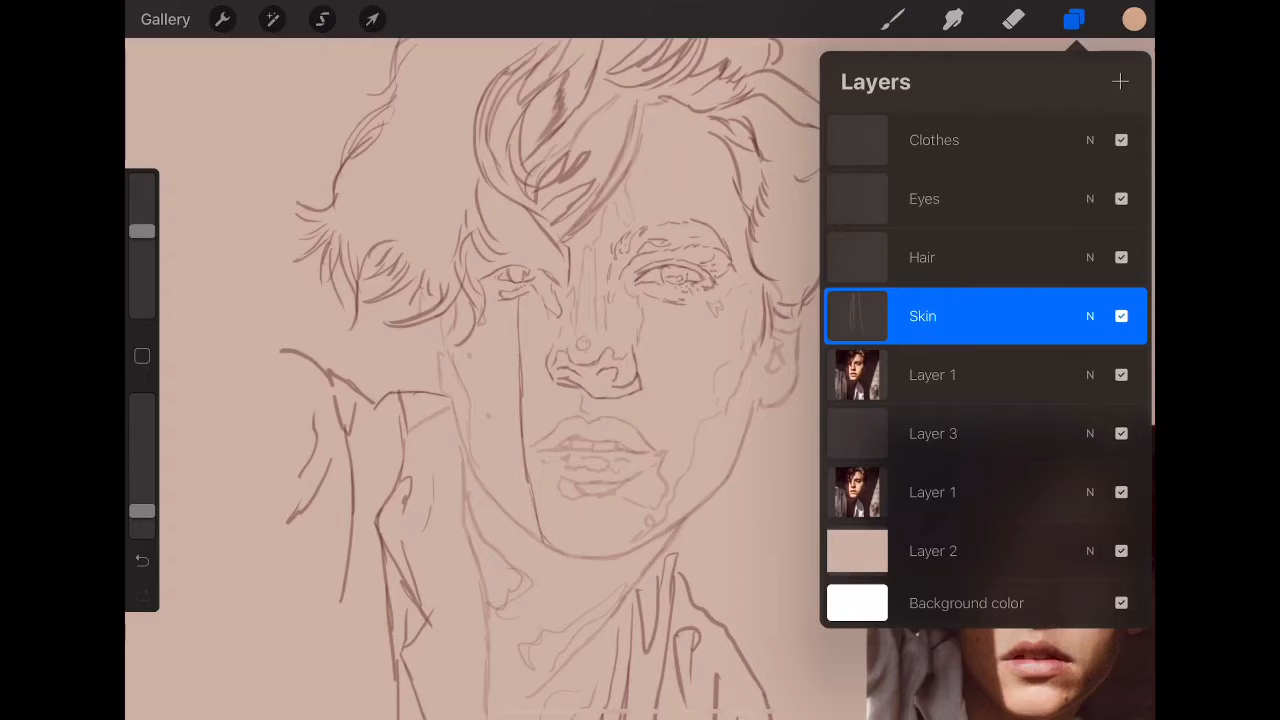 Gallery
Layers
Clothes N
Eyes N
Hair N
Skin N
Layer 1 N
Layer 3 N
Layer 1 N
Layer 2 N
Background color